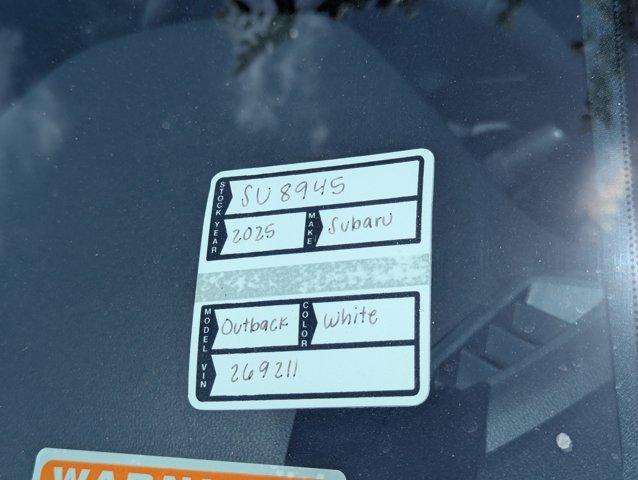 STOCK SU 8945
YEAR 2025 MAKE Subaru
MODEL Outback COLOR White
VIN 269211